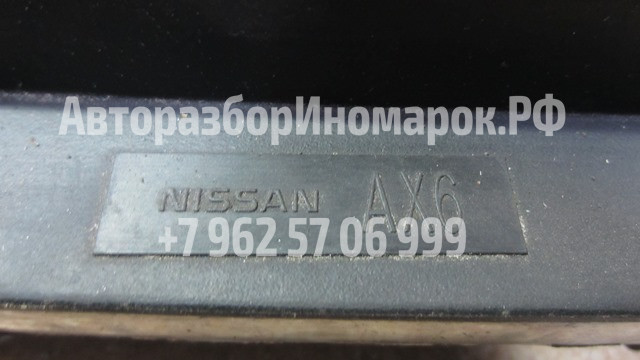 АвторазборИномарок.РФ
NISSAN AX6
+7 962 57 06 999